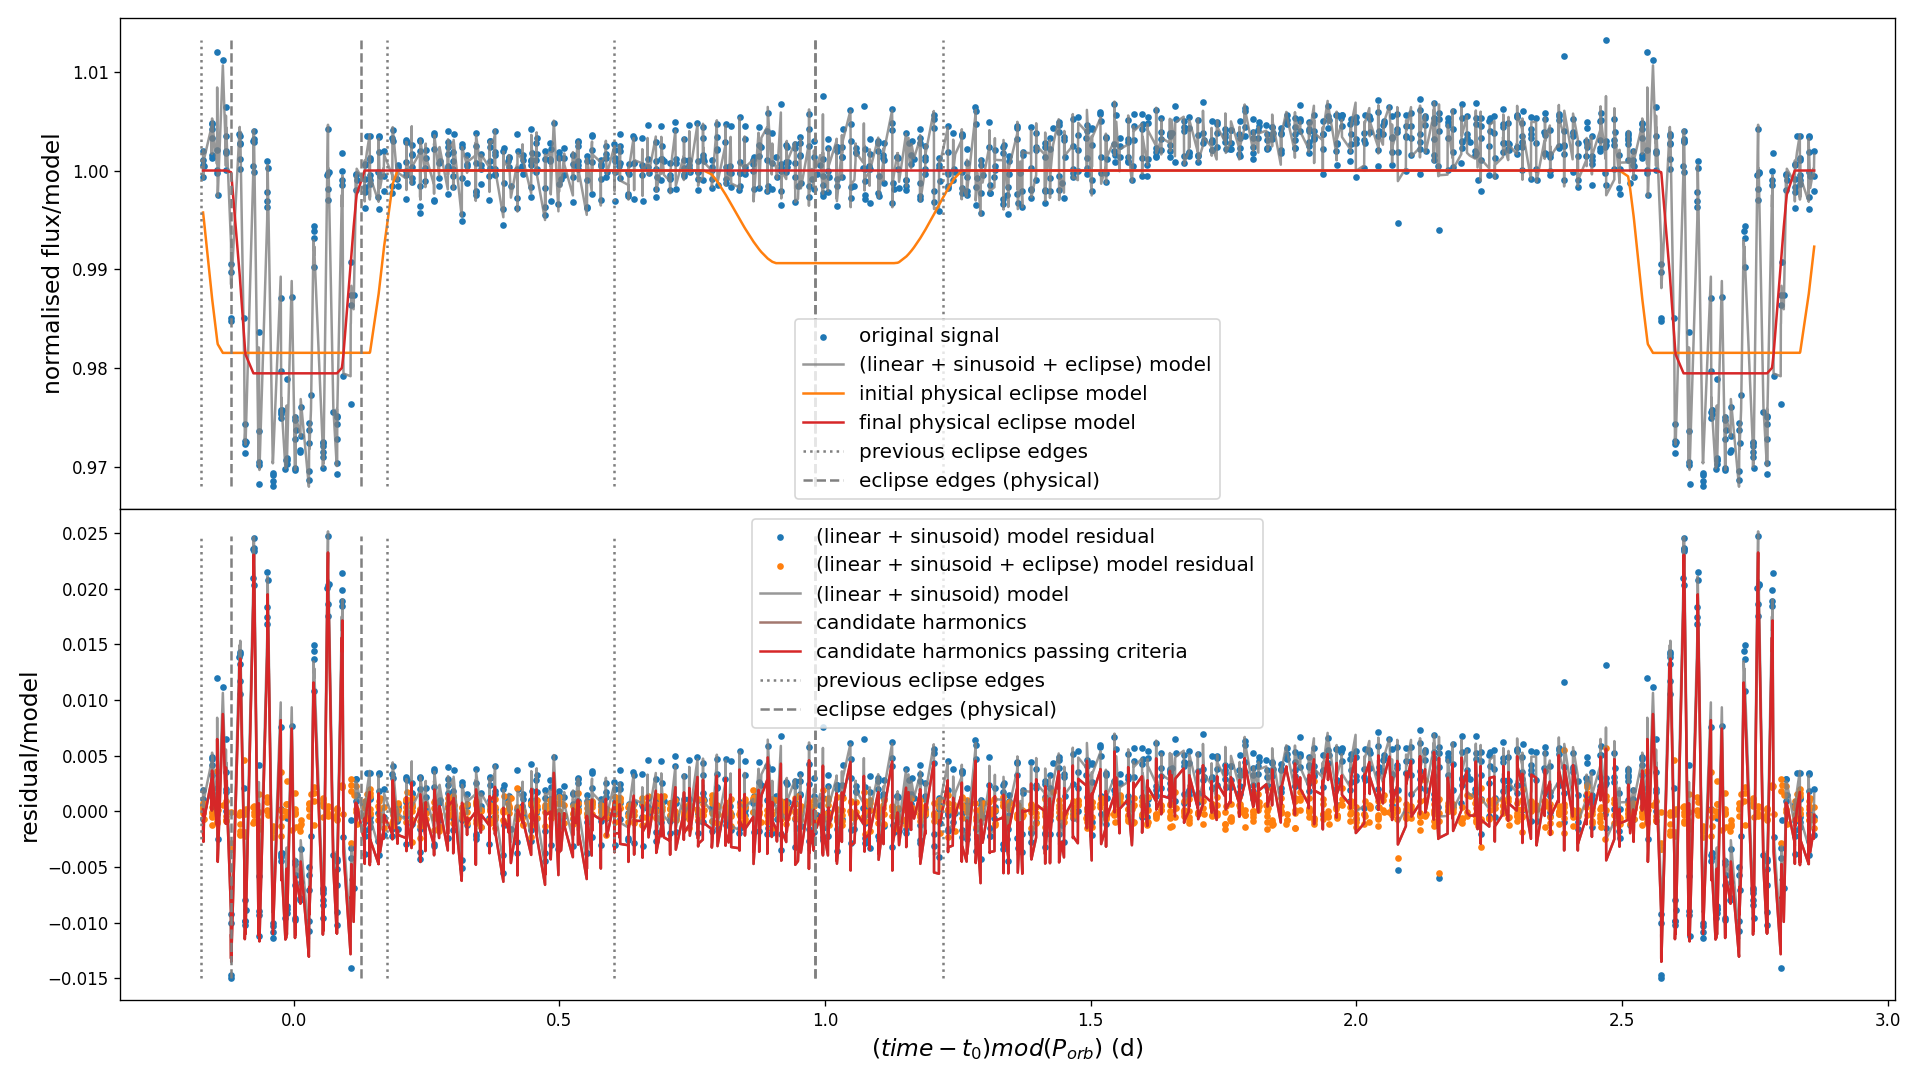 normalised flux/model
1.01
1.00
0.99
0.98
0.97
original signal
(linear + sinusoid + eclipse) model
initial physical eclipse model
final physical eclipse model
previous eclipse edges
eclipse edges (physical)
residual/model
0.025
0.020
0.015
0.010
0.005
0.000
−0.005
−0.010
−0.015
(linear + sinusoid) model residual
(linear + sinusoid + eclipse) model residual
(linear + sinusoid) model
candidate harmonics
candidate harmonics passing criteria
previous eclipse edges
eclipse edges (physical)
0.0 0.5 1.0 1.5 2.0 2.5 3.0
(time − t₀)mod(Pₒᵣb) (d)